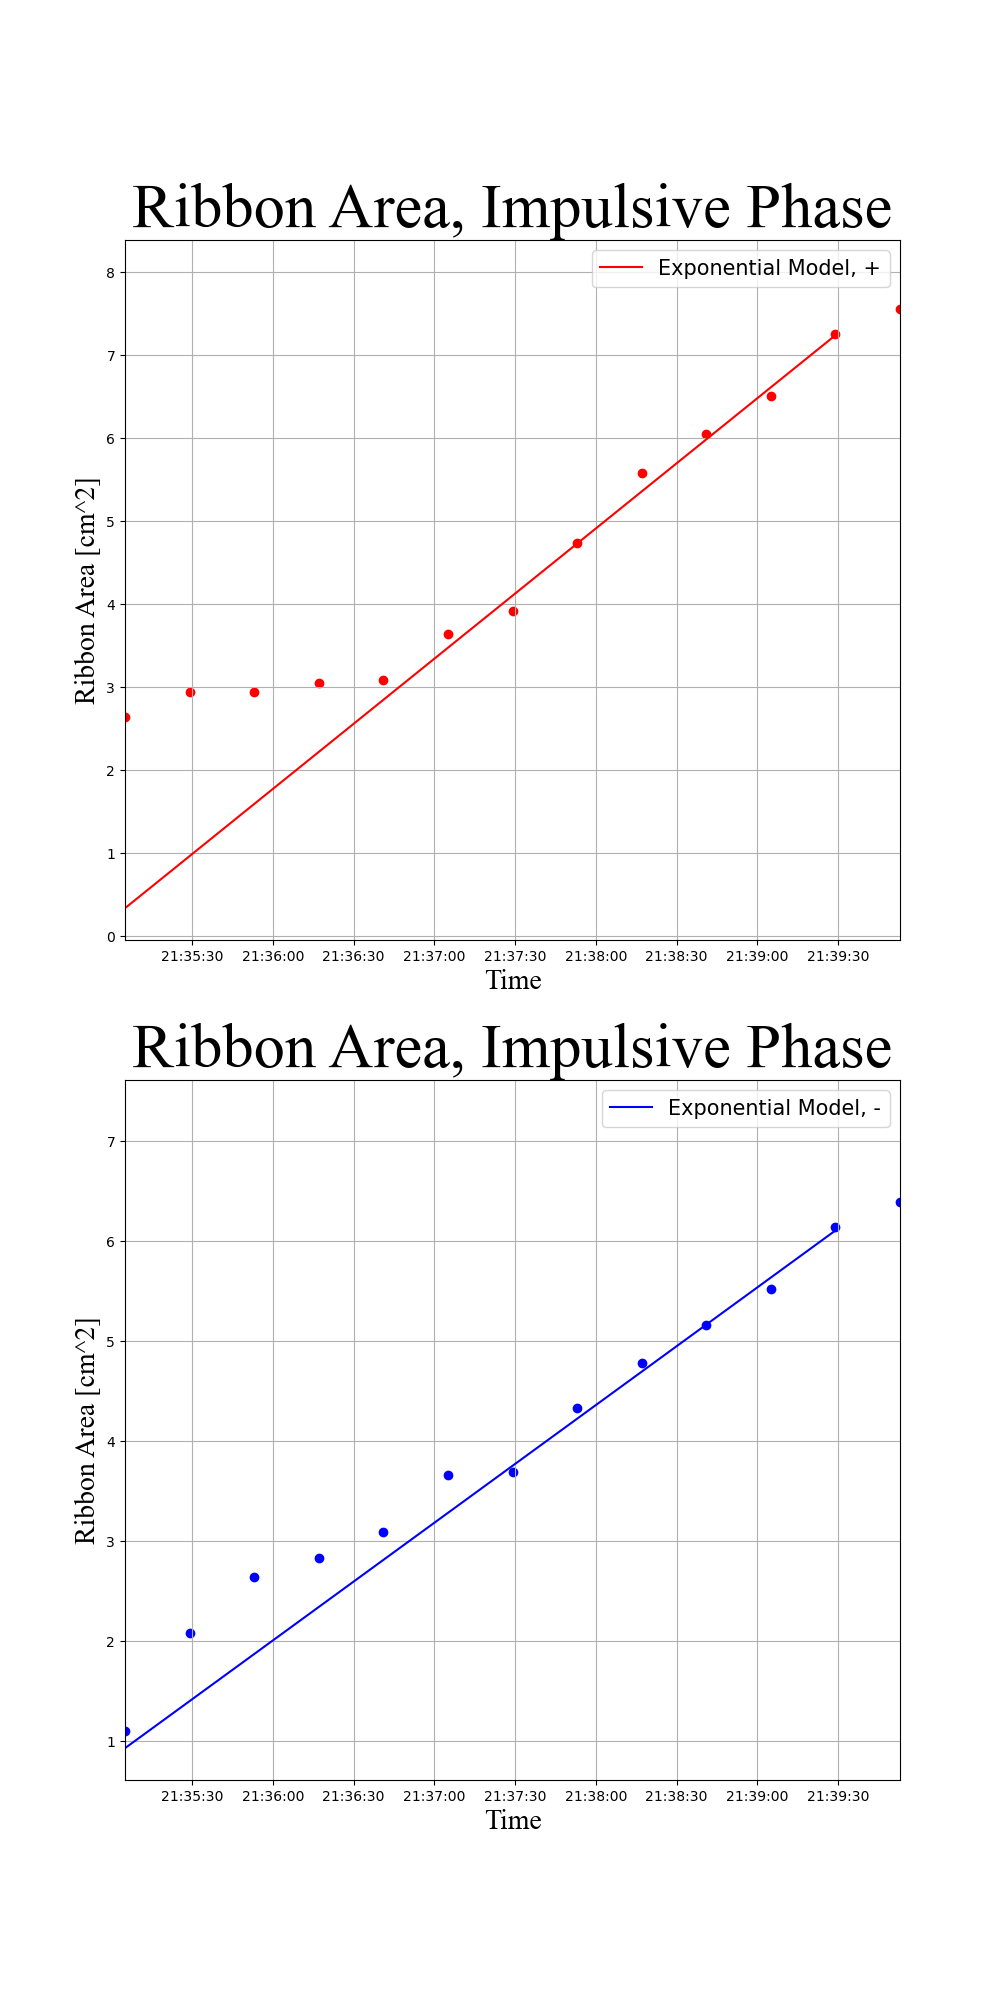 Ribbon Area, Impulsive Phase
Exponential Model, +
8
7
6
5
4
3
2
1
0
Ribbon Area [cm^2]
21:35:30 21:36:00 21:36:30 21:37:00 21:37:30 21:38:00 21:38:30 21:39:00 21:39:30
Time
Ribbon Area, Impulsive Phase
Exponential Model, -
7
6
5
4
3
2
1
Ribbon Area [cm^2]
21:35:30 21:36:00 21:36:30 21:37:00 21:37:30 21:38:00 21:38:30 21:39:00 21:39:30
Time